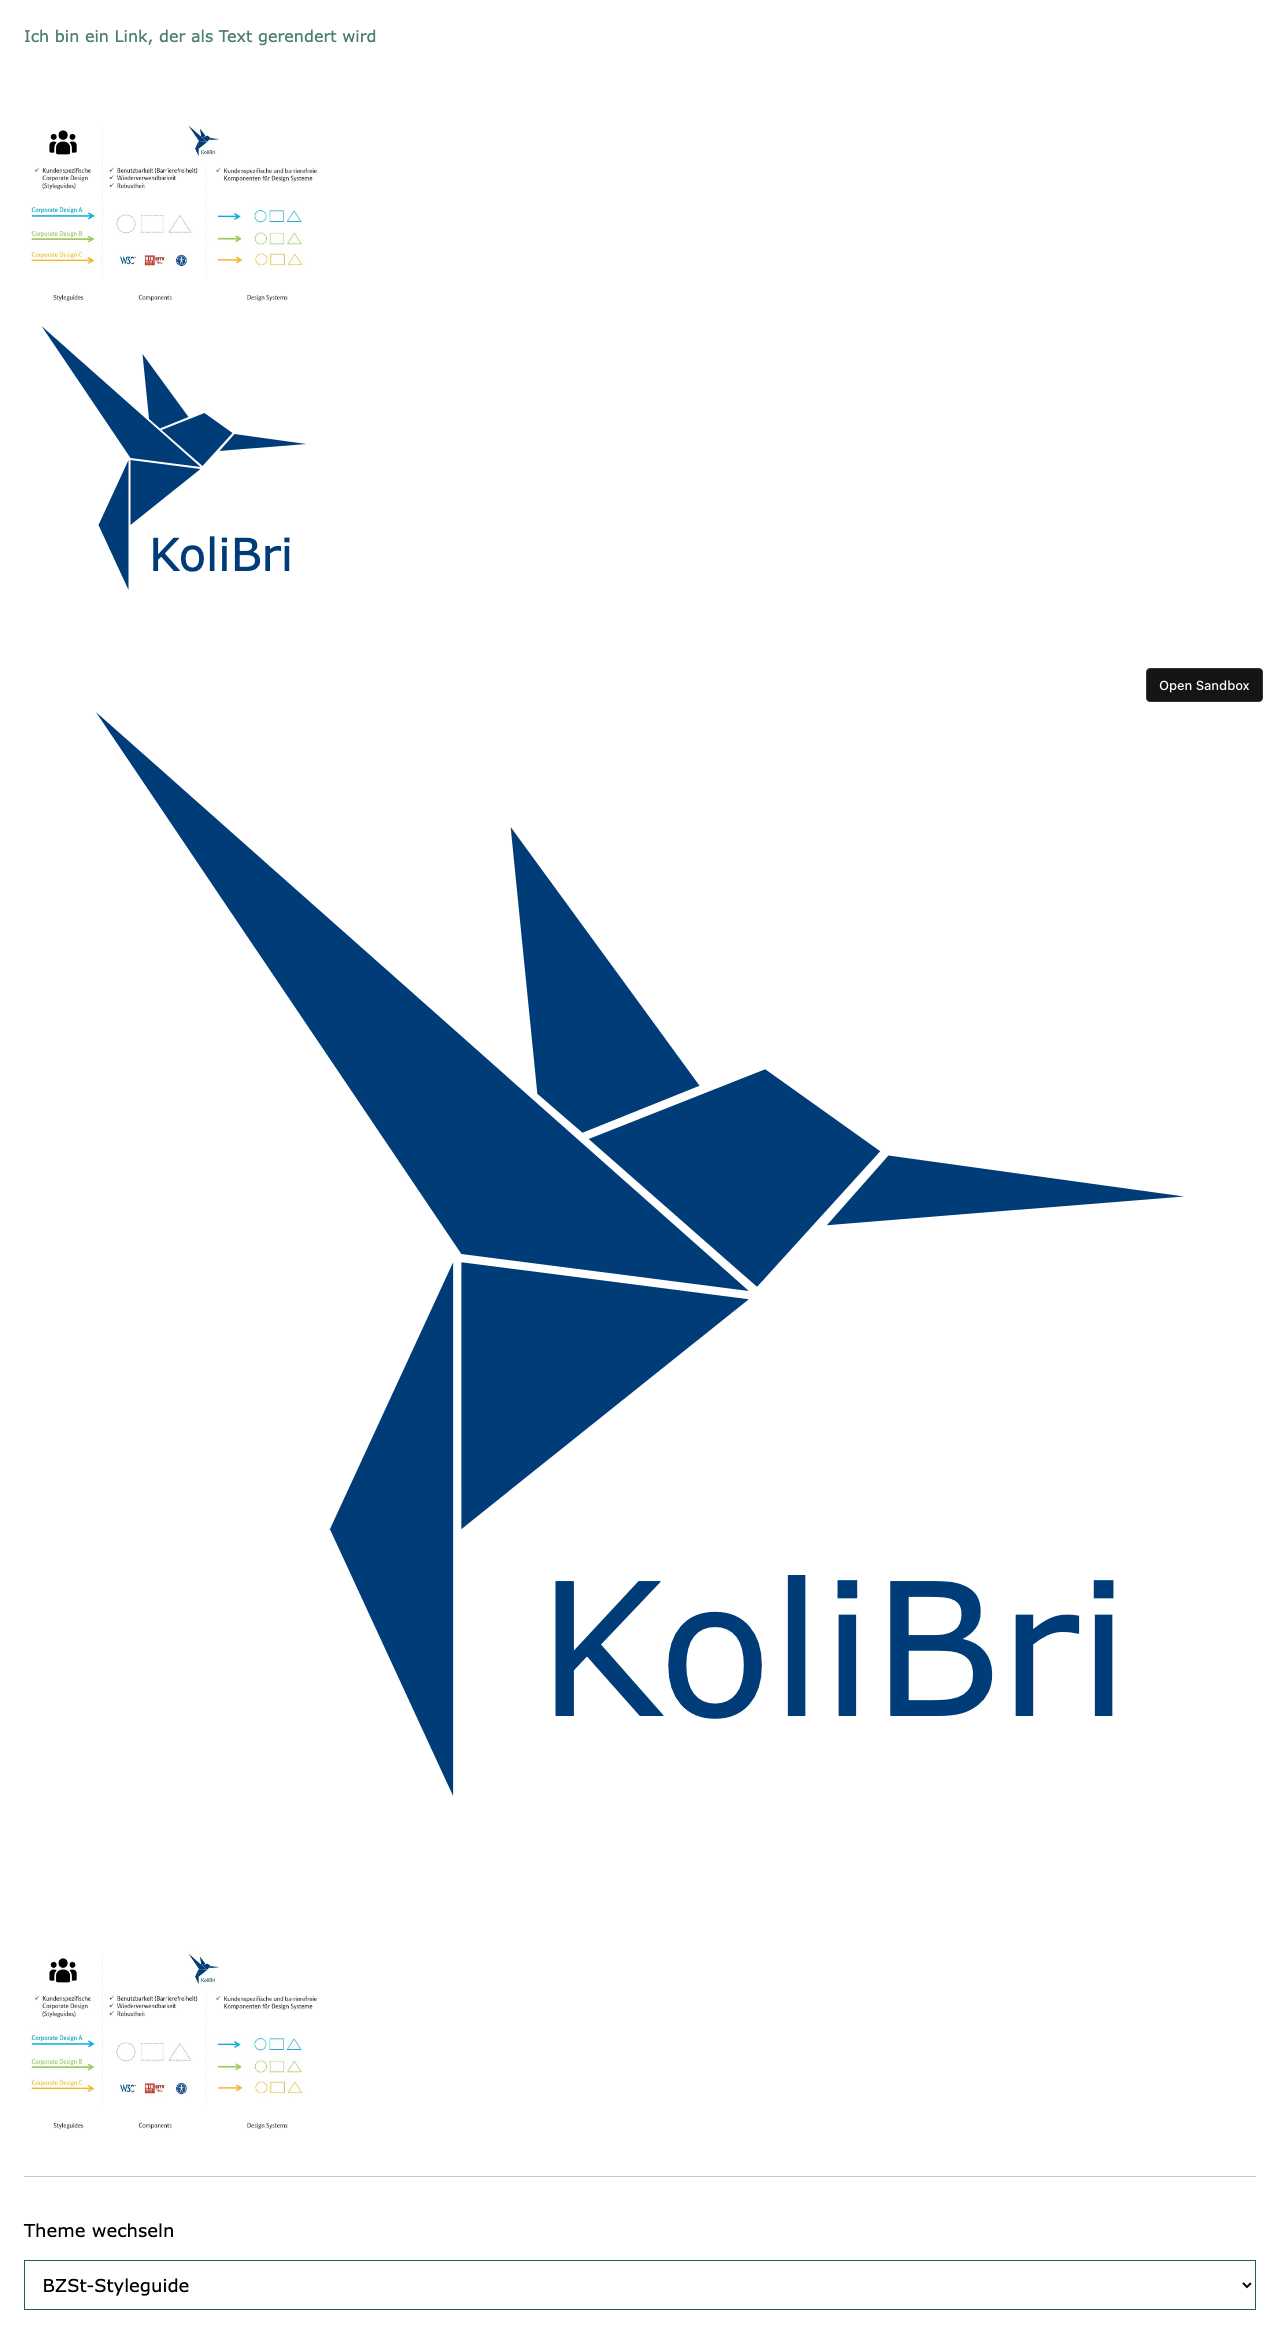 Ich bin ein Link, der als Text gerendert wird
KoliBri
✓ Kundenspezifische
Corporate Design
(Styleguides)
✓ Benutzbarkeit (Barrierefreiheit)
✓ Wiederverwendbarkeit
✓ Robustheit
✓ Kundenspezifische und barrierefreie
Komponenten für Design Systeme
Corporate Design A
Corporate Design B
Corporate Design C
W3C
BITV
Styleguides
Components
Design Systems
KoliBri
Open Sandbox
KoliBri
KoliBri
✓ Kundenspezifische
Corporate Design
(Styleguides)
✓ Benutzbarkeit (Barrierefreiheit)
✓ Wiederverwendbarkeit
✓ Robustheit
✓ Kundenspezifische und barrierefreie
Komponenten für Design Systeme
Corporate Design A
Corporate Design B
Corporate Design C
W3C
BITV
Styleguides
Components
Design Systems
Theme wechseln
BZSt-Styleguide